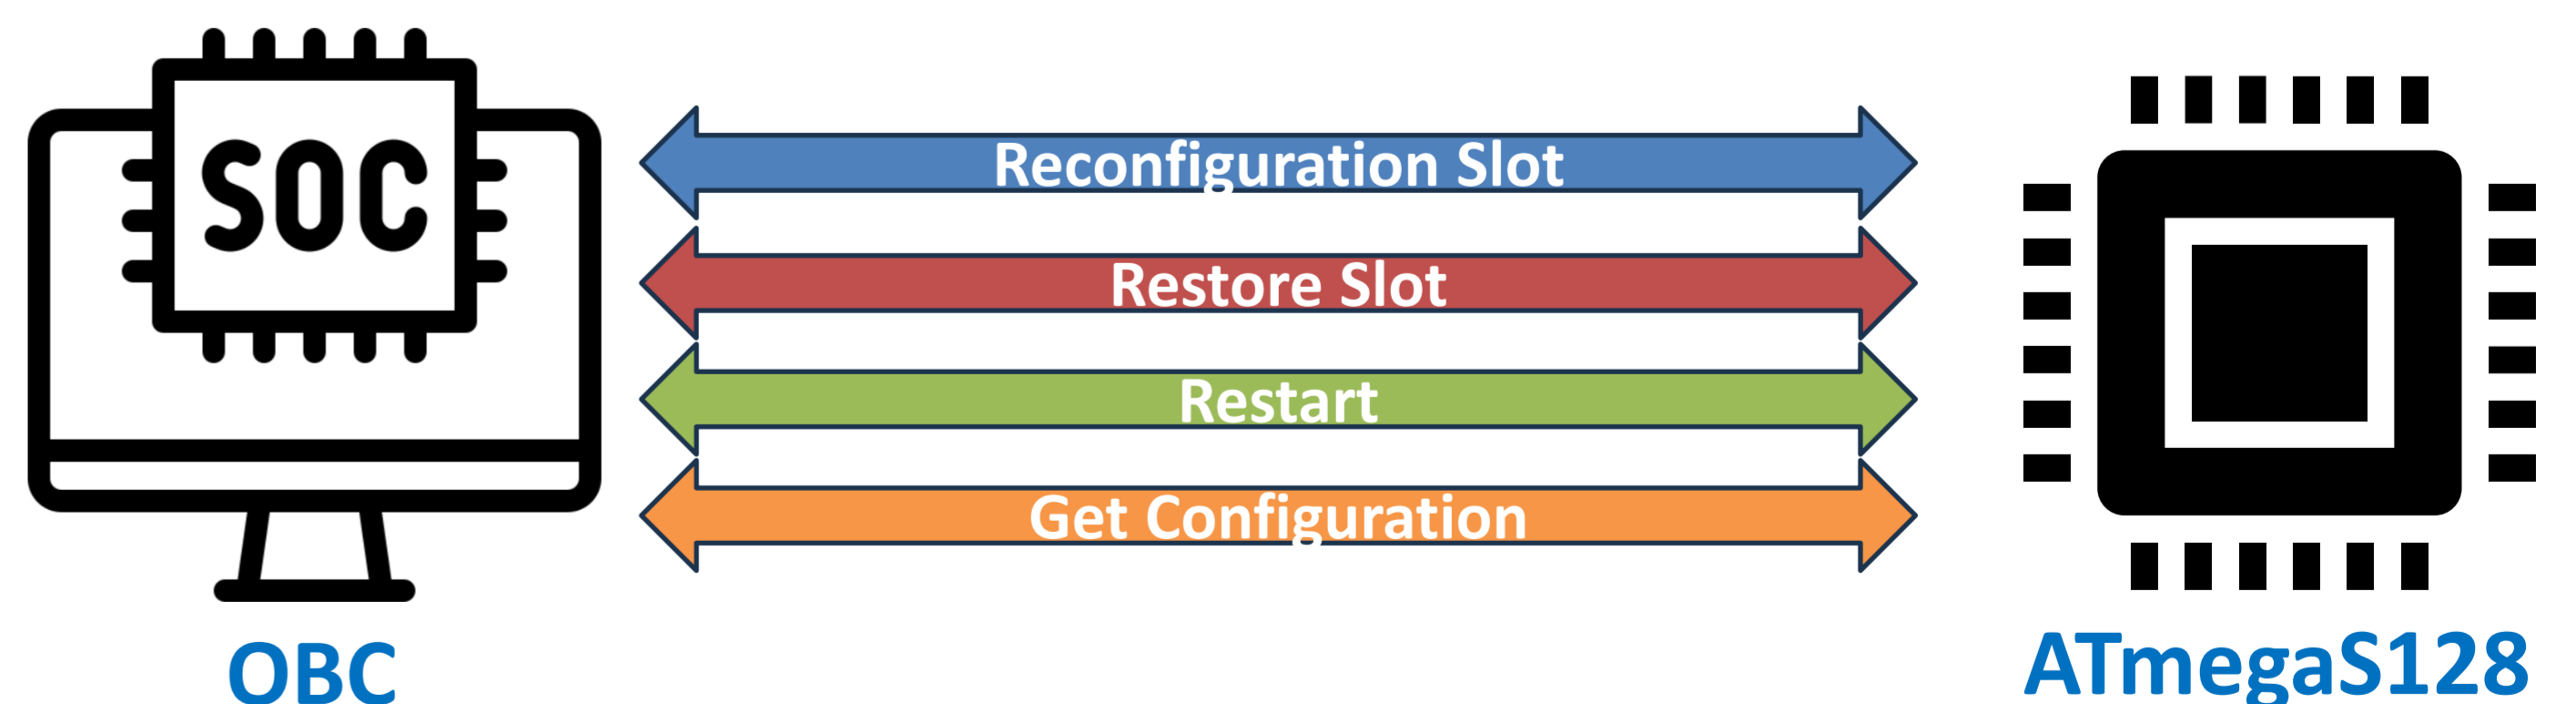 SOC
Reconfiguration Slot
Restore Slot
Restart
Get Configuration
OBC
ATmegaS128